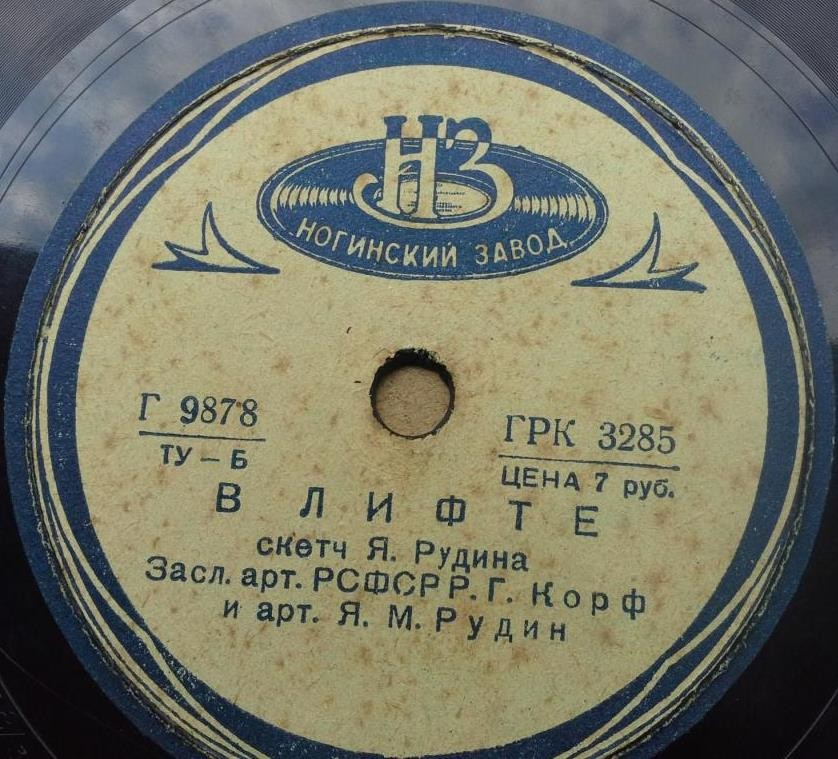 НЗ
НОГИНСКИЙ ЗАВОД
Г 9878
ТУ – Б
ГРК 3285
ЦЕНА 7 руб.
В ЛИФТЕ
скетч Я. Рудина
Засл. арт. РСФСР Р. Г. Корф
и арт. Я. М. Рудин